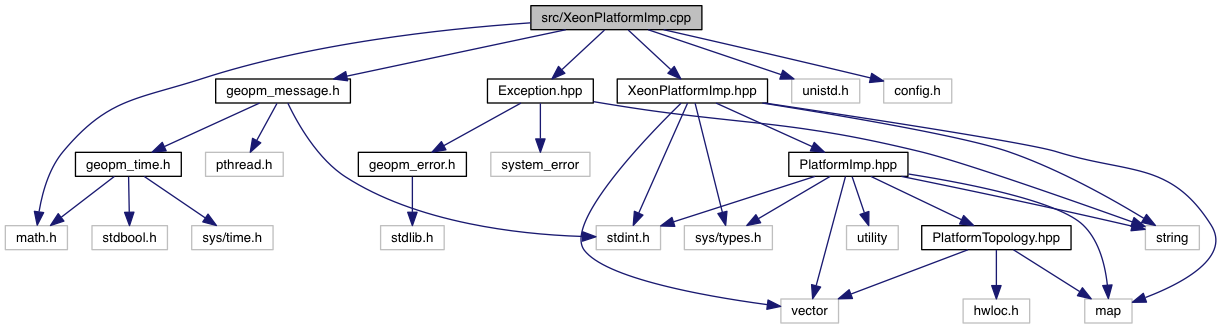 src/XeonPlatformImp.cpp
geopm_message.h
Exception.hpp
XeonPlatformImp.hpp
unistd.h
config.h
geopm_time.h
pthread.h
geopm_error.h
system_error
PlatformImp.hpp
math.h
stdbool.h
sys/time.h
stdlib.h
stdint.h
sys/types.h
utility
PlatformTopology.hpp
string
vector
hwloc.h
map